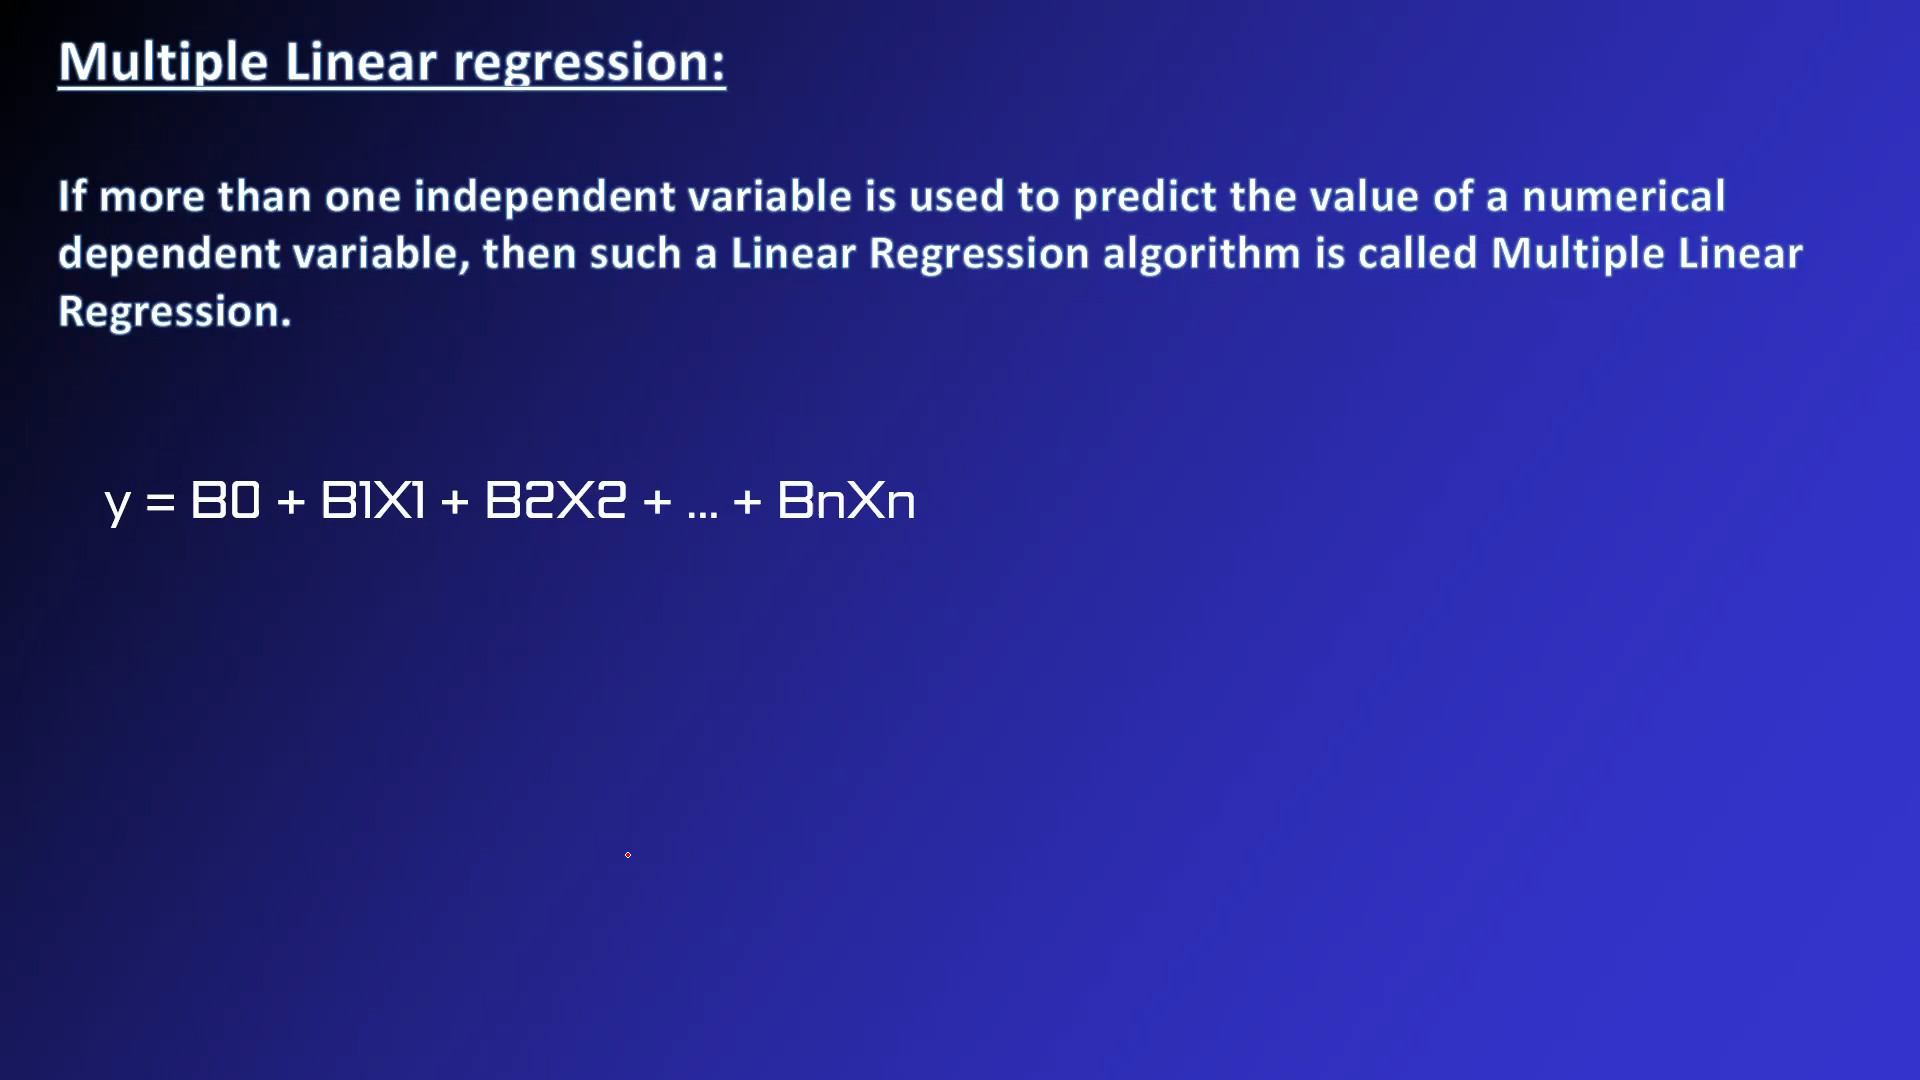 Multiple Linear regression:
If more than one independent variable is used to predict the value of a numerical
dependent variable, then such a Linear Regression algorithm is called Multiple Linear
Regression.
y = B0 + B1X1 + B2X2 + ... + BnXn